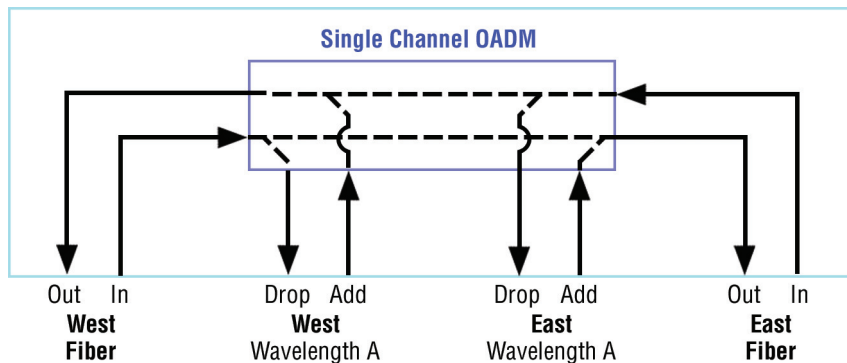 Single Channel OADM
Out In Drop Add Drop Add Out In
West West East East
Fiber Wavelength A Wavelength A Fiber